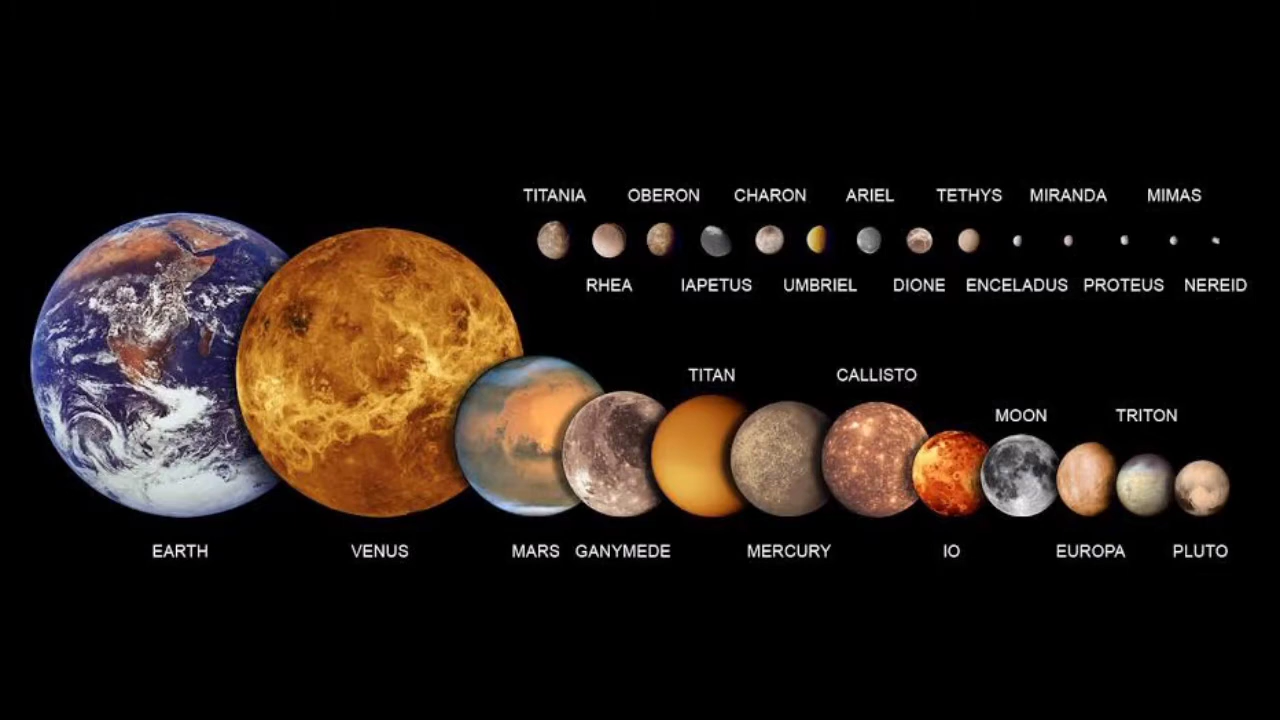 TITANIA OBERON CHARON ARIEL TETHYS MIRANDA MIMAS
RHEA IAPETUS UMBRIEL DIONE ENCELADUS PROTEUS NEREID
TITAN CALLISTO
MOON TRITON
EARTH VENUS MARS GANYMEDE MERCURY IO EUROPA PLUTO